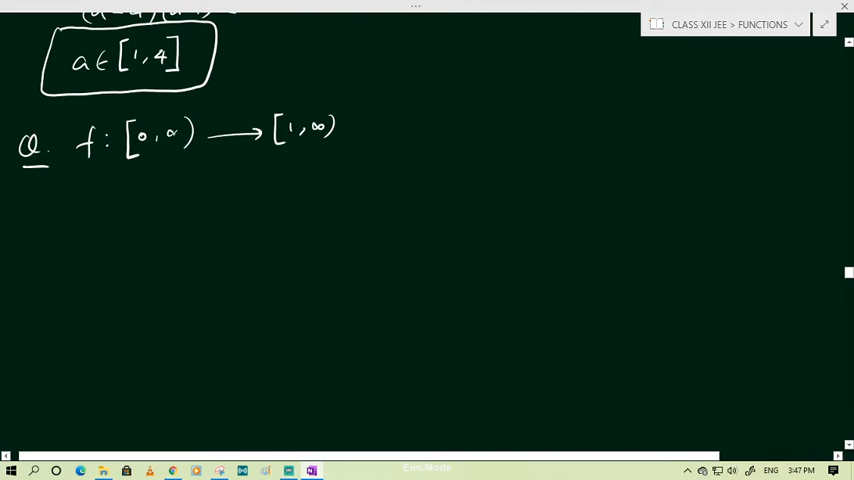 ...
CLASS XII JEE > FUNCTIONS
a ∈ [1, 4]
Q. f : [0, ∞) ⟶ [1, ∞)
ENG 3:47 PM